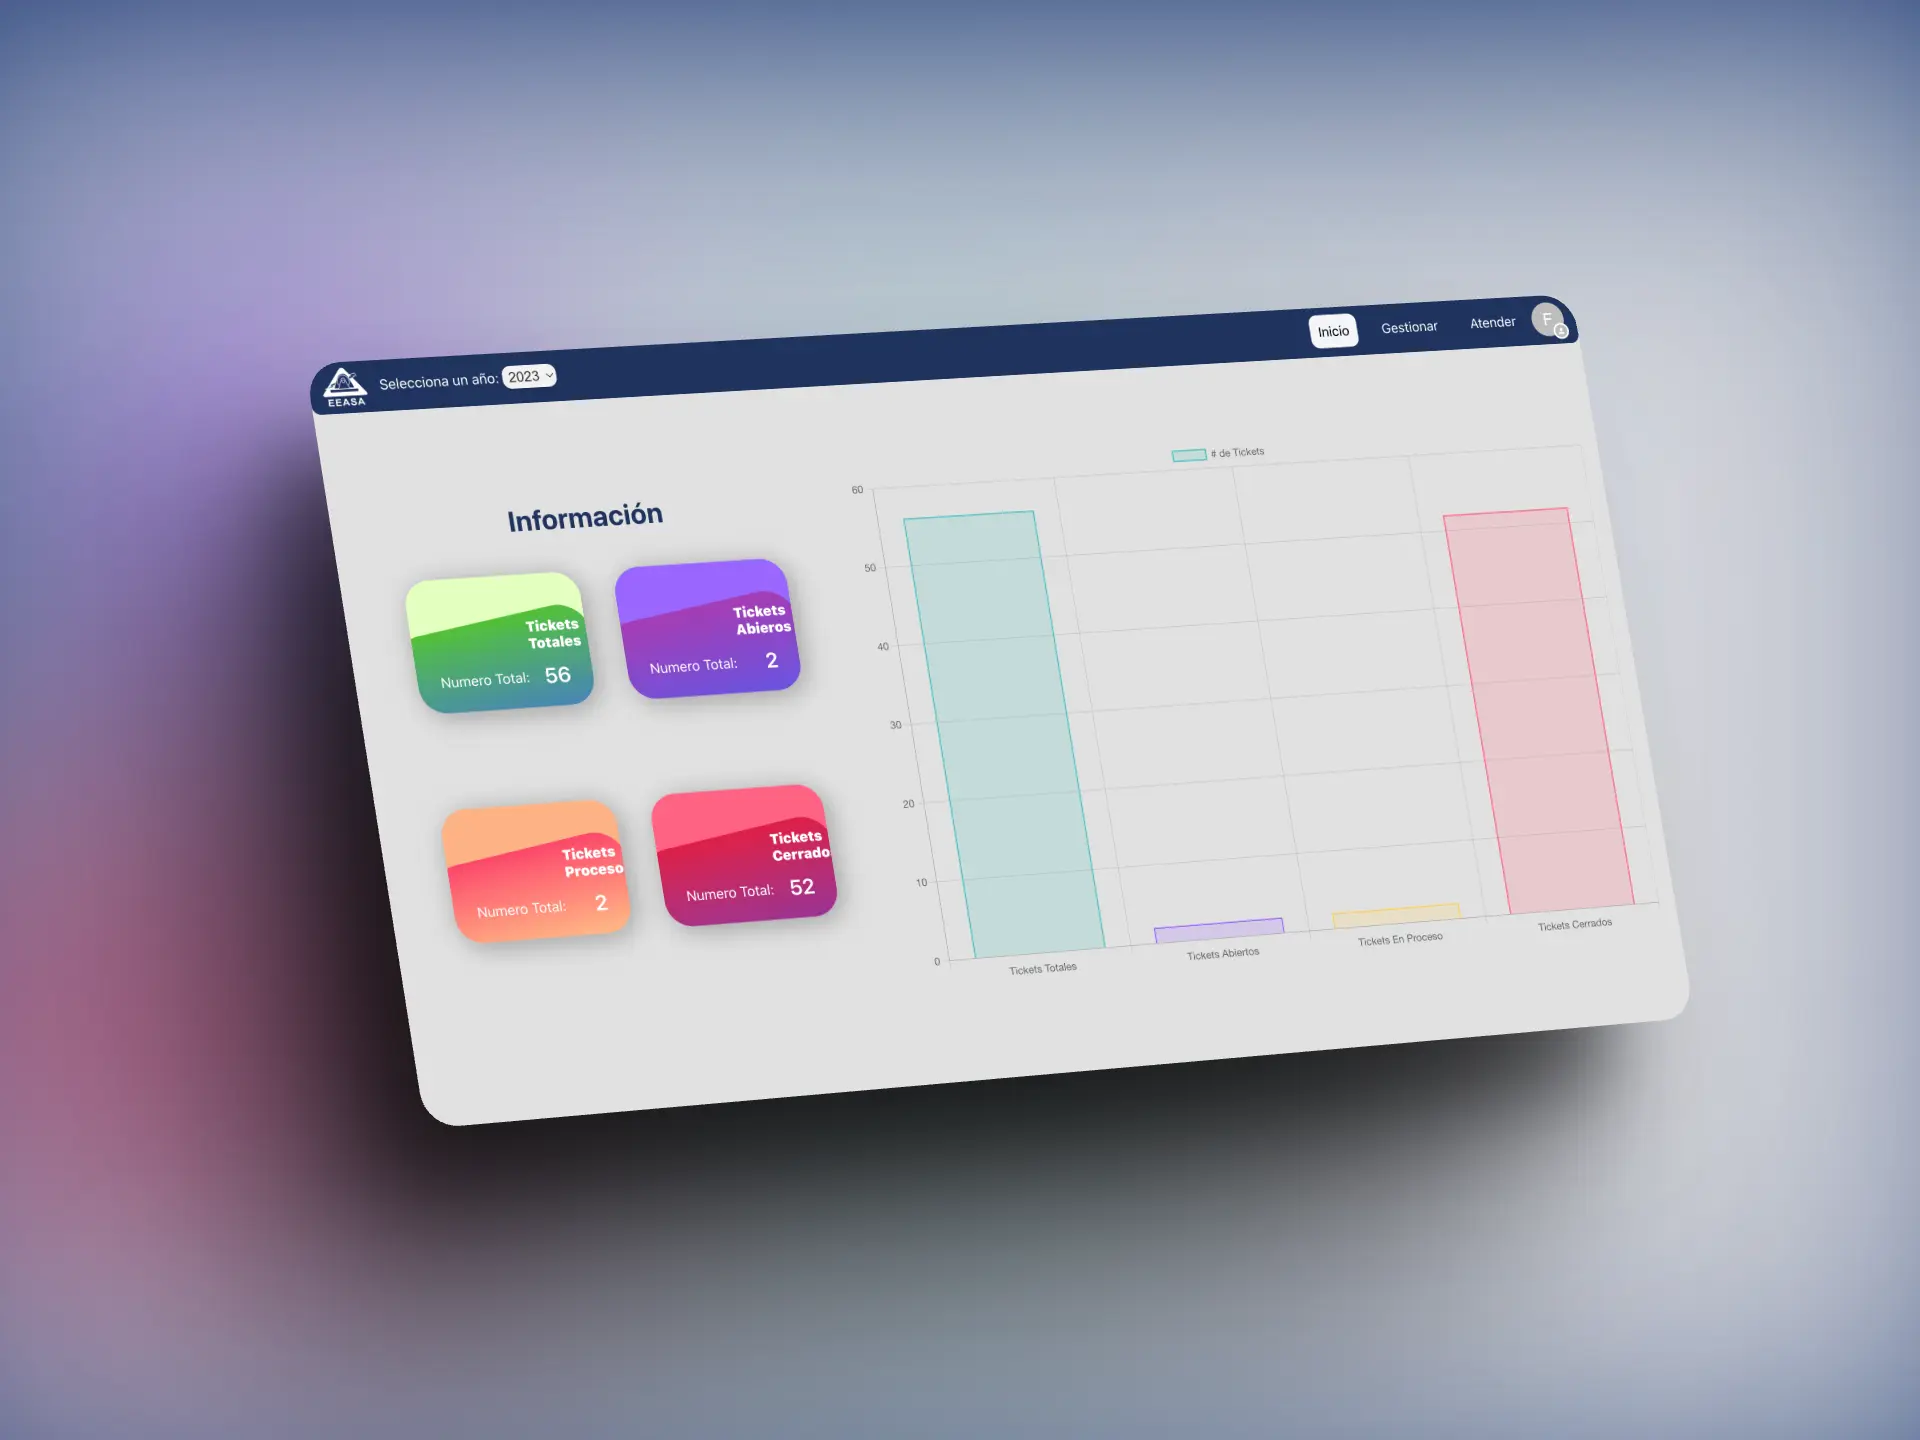 EEASA
Selecciona un año: 2023
Inicio
Gestionar
Atender
F
Información
Tickets
Totales
Numero Total: 56
Tickets
Abieros
Numero Total: 2
Tickets
Proceso
Numero Total: 2
Tickets
Cerrado
Numero Total: 52
# de Tickets
60
50
40
30
20
10
0
Tickets Totales
Tickets Abiertos
Tickets En Proceso
Tickets Cerrados